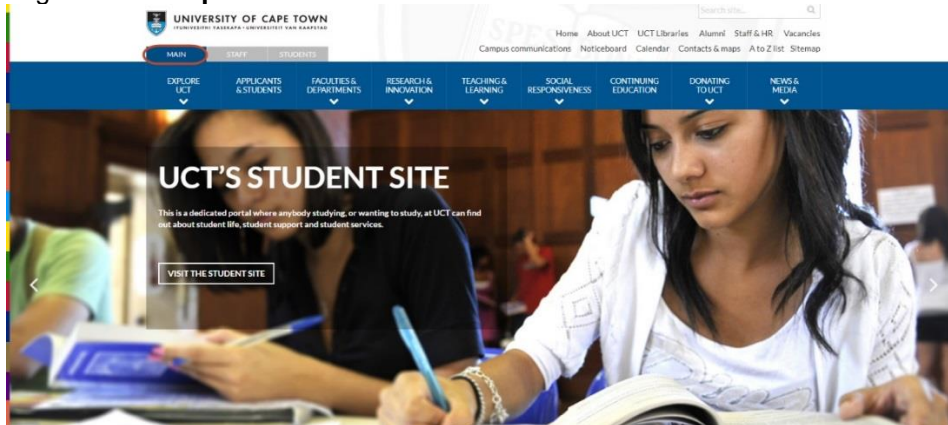 Search site...
UNIVERSITY OF CAPE TOWN
IYUNIVESITHI YASEKAPA • UNIVERSITEIT VAN KAAPSTAD
SPES
Home About UCT UCT Libraries Alumni Staff & HR Vacancies
Campus communications Noticeboard Calendar Contacts & maps A to Z list Sitemap
MAIN STAFF STUDENTS
EXPLORE UCT
APPLICANTS & STUDENTS
FACULTIES & DEPARTMENTS
RESEARCH & INNOVATION
TEACHING & LEARNING
SOCIAL RESPONSIVENESS
CONTINUING EDUCATION
DONATING TO UCT
NEWS & MEDIA
UCT'S STUDENT SITE
This is a dedicated portal where anybody studying, or wanting to study, at UCT can find
out about student life, student support and student services.
VISIT THE STUDENT SITE